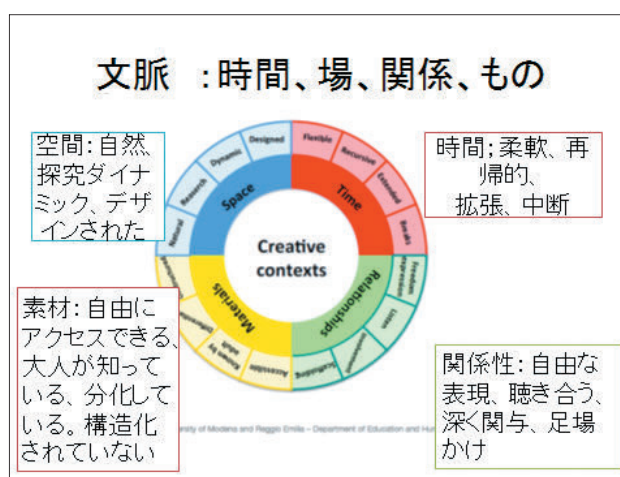 文脈 :時間、場、関係、もの
空間:自然、
探究ダイナ
ミック、デザ
インされた
時間;柔軟、再
帰的、
拡張、中断
Natural
Research
Dynamic
Designed
Space
Flexible
Recursive
Extended
Breaks
Time
Creative
contexts
Materials
Relationships
Freedom
expression
Listen
Involvement
Scaffolding
Accessible
Known by
adult
素材:自由に
アクセスできる、
大人が知って
いる、分化して
いる。構造化
されていない
関係性:自由な
表現、聴き合う、
深く関与、足場
かけ
of Modena and Reggio Emilia – Department of Education and